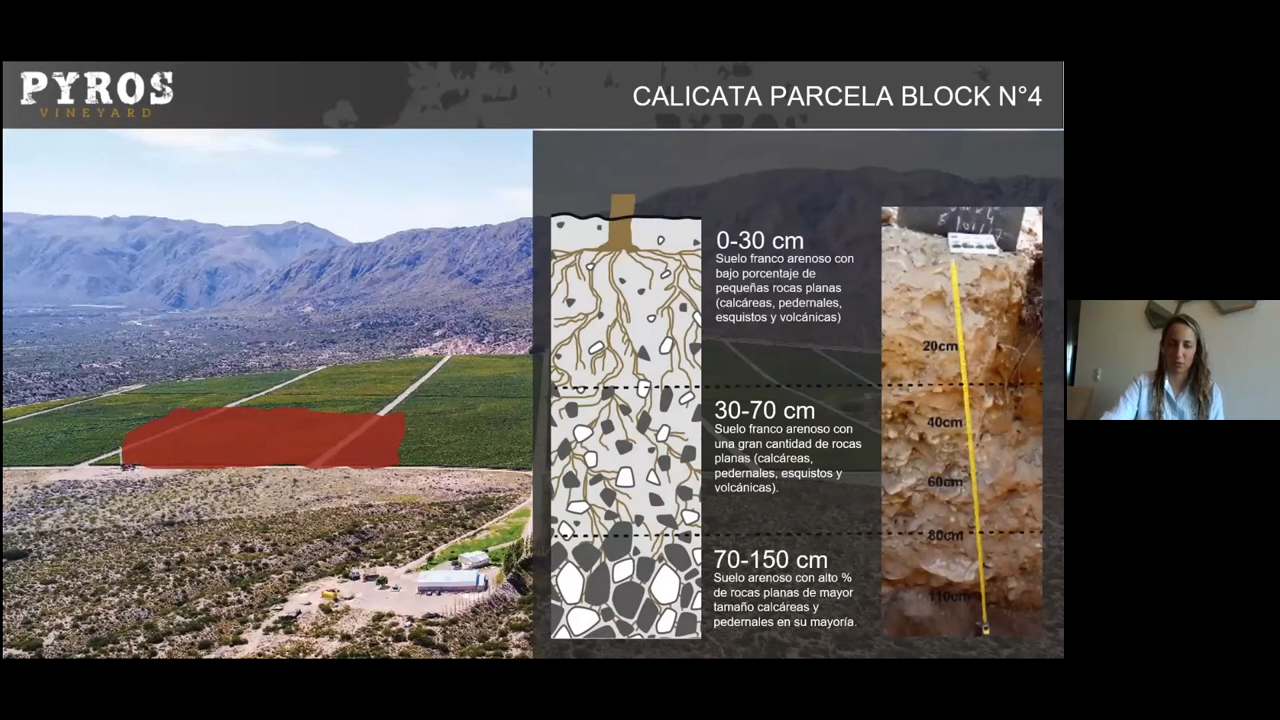 PYROS
VINEYARD
CALICATA PARCELA BLOCK N°4
0-30 cm
Suelo franco arenoso con
bajo porcentaje de
pequeñas rocas planas
(calcáreas, pedernales,
esquistos y volcánicas)
30-70 cm
Suelo franco arenoso con
una gran cantidad de rocas
planas (calcáreas,
pedernales, esquistos y
volcánicas).
70-150 cm
Suelo arenoso con alto %
de rocas planas de mayor
tamaño calcáreas y
pedernales en su mayoría.
20cm
40cm
60cm
80cm
110cm